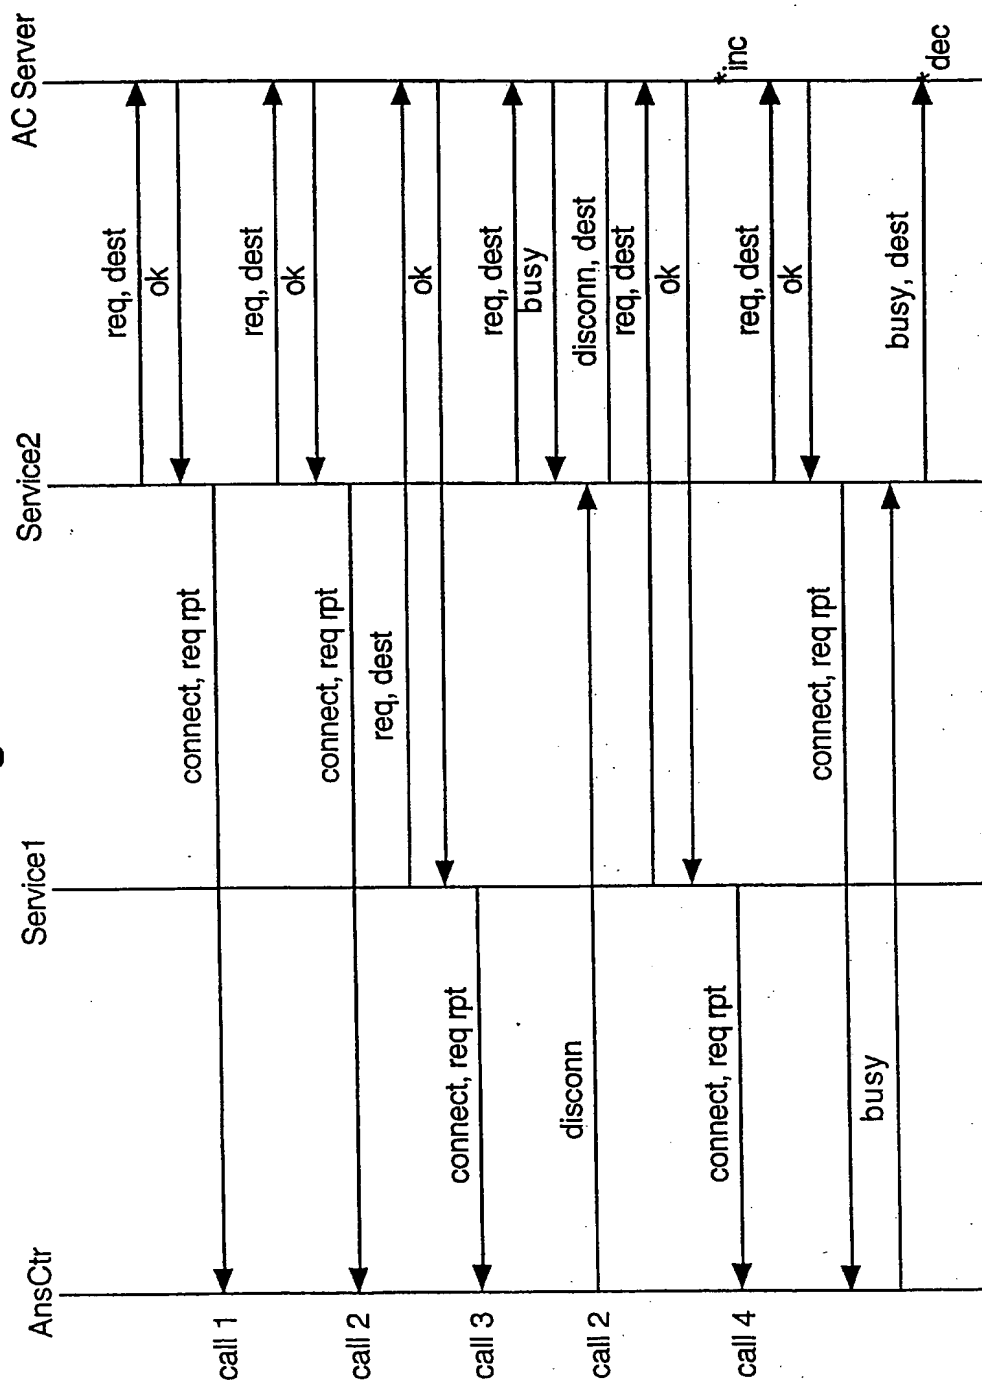 AnsCtr
Service1
Service2
AC Server
req, dest
ok
connect, req rpt
call 1
req, dest
ok
connect, req rpt
call 2
req, dest
ok
connect, req rpt
call 3
req, dest
busy
disconn
disconn, dest
call 2
req, dest
ok
connect, req rpt
*inc
call 4
req, dest
ok
connect, req rpt
busy
busy, dest
*dec